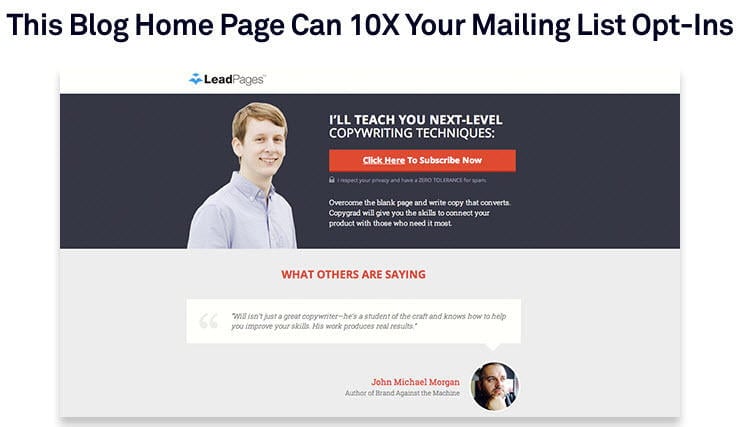 This Blog Home Page Can 10X Your Mailing List Opt-Ins
LeadPages™
I'LL TEACH YOU NEXT-LEVEL
COPYWRITING TECHNIQUES:
Click Here To Subscribe Now
I respect your privacy and have a ZERO TOLERANCE for spam.
Overcome the blank page and write copy that converts.
Copygrad will give you the skills to connect your
product with those who need it most.
WHAT OTHERS ARE SAYING
“Will isn't just a great copywriter—he's a student of the craft and knows how to help
you improve your skills. His work produces real results.”
John Michael Morgan
Author of Brand Against the Machine